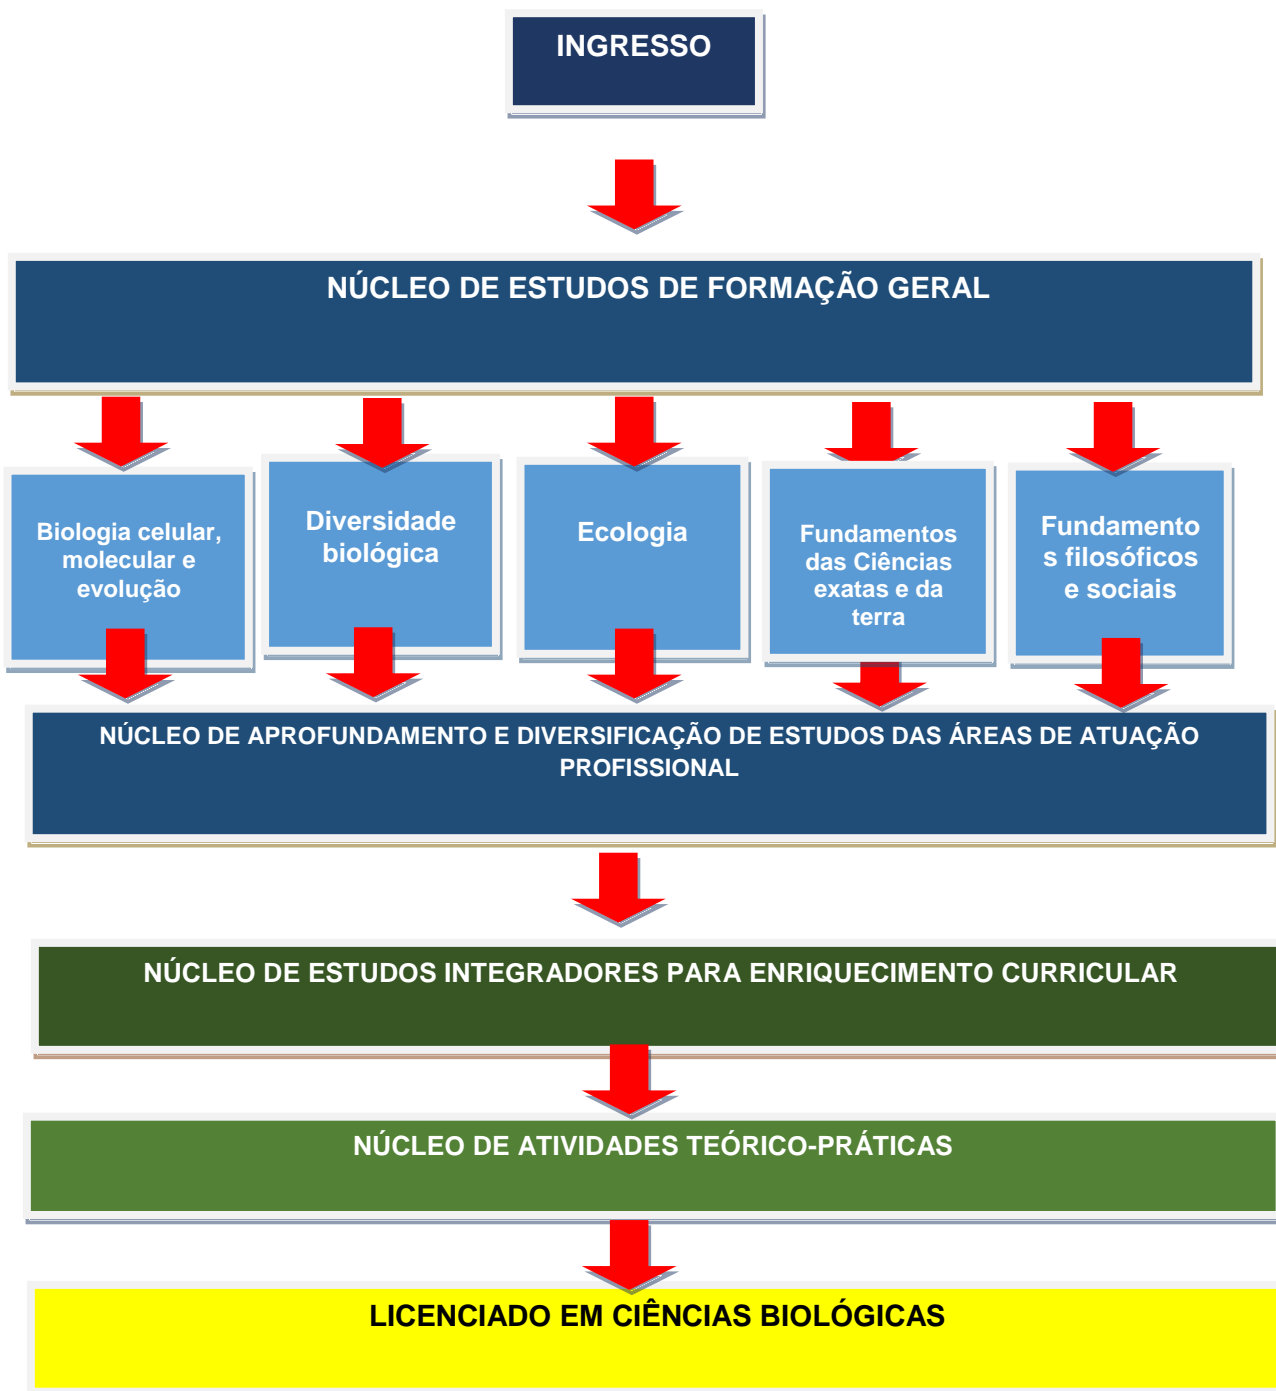 INGRESSO
NÚCLEO DE ESTUDOS DE FORMAÇÃO GERAL
Biologia celular,
molecular e
evolução
Diversidade
biológica
Ecologia
Fundamentos
das Ciências
exatas e da
terra
Fundamento
s filosóficos
e sociais
NÚCLEO DE APROFUNDAMENTO E DIVERSIFICAÇÃO DE ESTUDOS DAS ÁREAS DE ATUAÇÃO
PROFISSIONAL
NÚCLEO DE ESTUDOS INTEGRADORES PARA ENRIQUECIMENTO CURRICULAR
NÚCLEO DE ATIVIDADES TEÓRICO-PRÁTICAS
LICENCIADO EM CIÊNCIAS BIOLÓGICAS